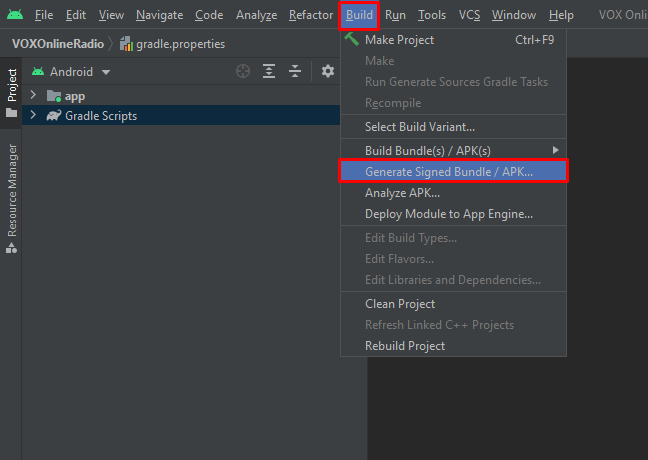 File Edit View Navigate Code Analyze Refactor Build Run Tools VCS Window Help VOX Onlin
VOXOnlineRadio gradle.properties
Android
app
Gradle Scripts
Project
Resource Manager
Make Project Ctrl+F9
Make
Run Generate Sources Gradle Tasks
Recompile
Select Build Variant...
Build Bundle(s) / APK(s)
Generate Signed Bundle / APK...
Analyze APK...
Deploy Module to App Engine...
Edit Build Types...
Edit Flavors...
Edit Libraries and Dependencies...
Clean Project
Refresh Linked C++ Projects
Rebuild Project